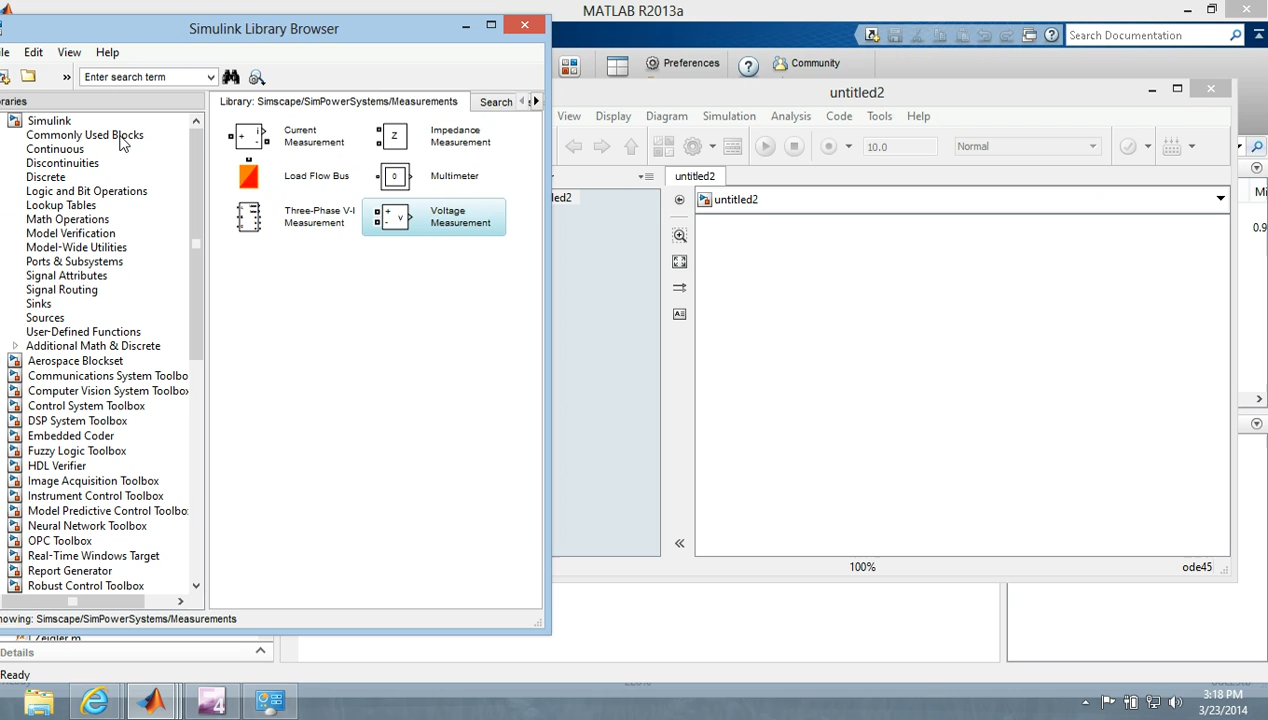 MATLAB R2013a
Simulink Library Browser
Edit View Help
Enter search term
Search Documentation
Preferences
Community
Library: Simscape/SimPowerSystems/Measurements
Search
Simulink
Commonly Used Blocks
Continuous
Discontinuities
Discrete
Logic and Bit Operations
Lookup Tables
Math Operations
Model Verification
Model-Wide Utilities
Ports & Subsystems
Signal Attributes
Signal Routing
Sinks
Sources
User-Defined Functions
Additional Math & Discrete
Aerospace Blockset
Communications System Toolbo
Computer Vision System Toolbox
Control System Toolbox
DSP System Toolbox
Embedded Coder
Fuzzy Logic Toolbox
HDL Verifier
Image Acquisition Toolbox
Instrument Control Toolbox
Model Predictive Control Toolbo
Neural Network Toolbox
OPC Toolbox
Real-Time Windows Target
Report Generator
Robust Control Toolbox
Current
Measurement
Z
Impedance
Measurement
Load Flow Bus
0
Multimeter
Three-Phase V-I
Measurement
v
Voltage
Measurement
howing: Simscape/SimPowerSystems/Measurements
untitled2
View Display Diagram Simulation Analysis Code Tools Help
10.0
Normal
untitled2
led2
untitled2
Mi
0.9
100%
ode45
Details
Ready
3:18 PM
3/23/2014